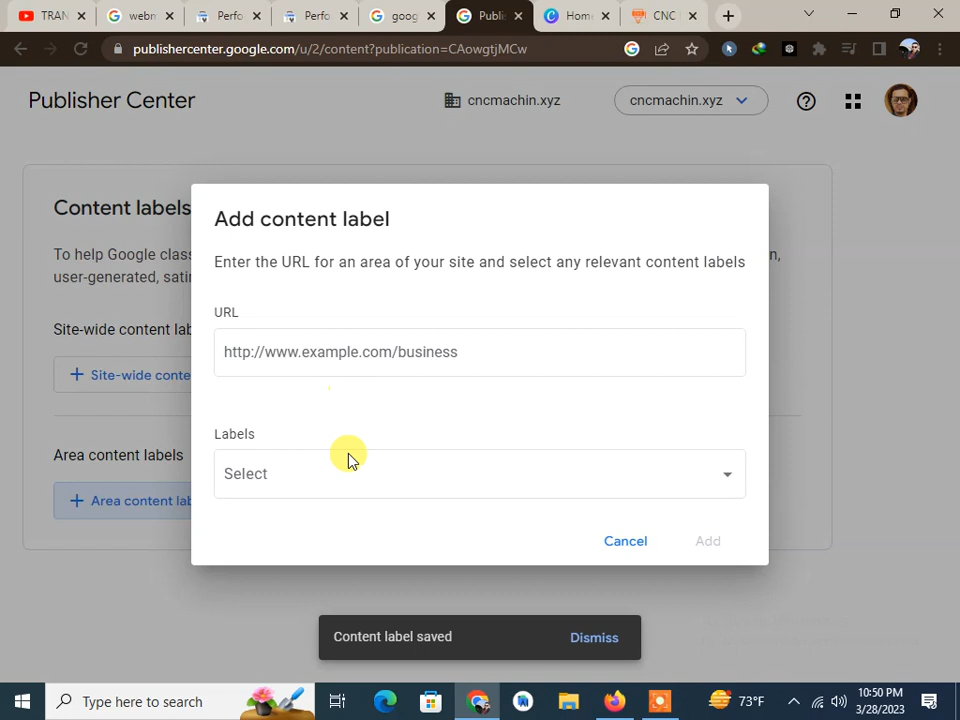 TRAN
webm
Perfo
Perfo
goog
Publi
Home
CNC
publishercenter.google.com/u/2/content?publication=CAowgtjMCw
Publisher Center
cncmachin.xyz
cncmachin.xyz
Content labels
To help Google clas
on,
user-generated, sati
Site-wide content lab
+ Site-wide conte
Area content labels
+ Area content lab
Add content label
Enter the URL for an area of your site and select any relevant content labels
URL
http://www.example.com/business
Labels
Select
Cancel
Add
Content label saved
Dismiss
Type here to search
73°F
10:50 PM
3/28/2023